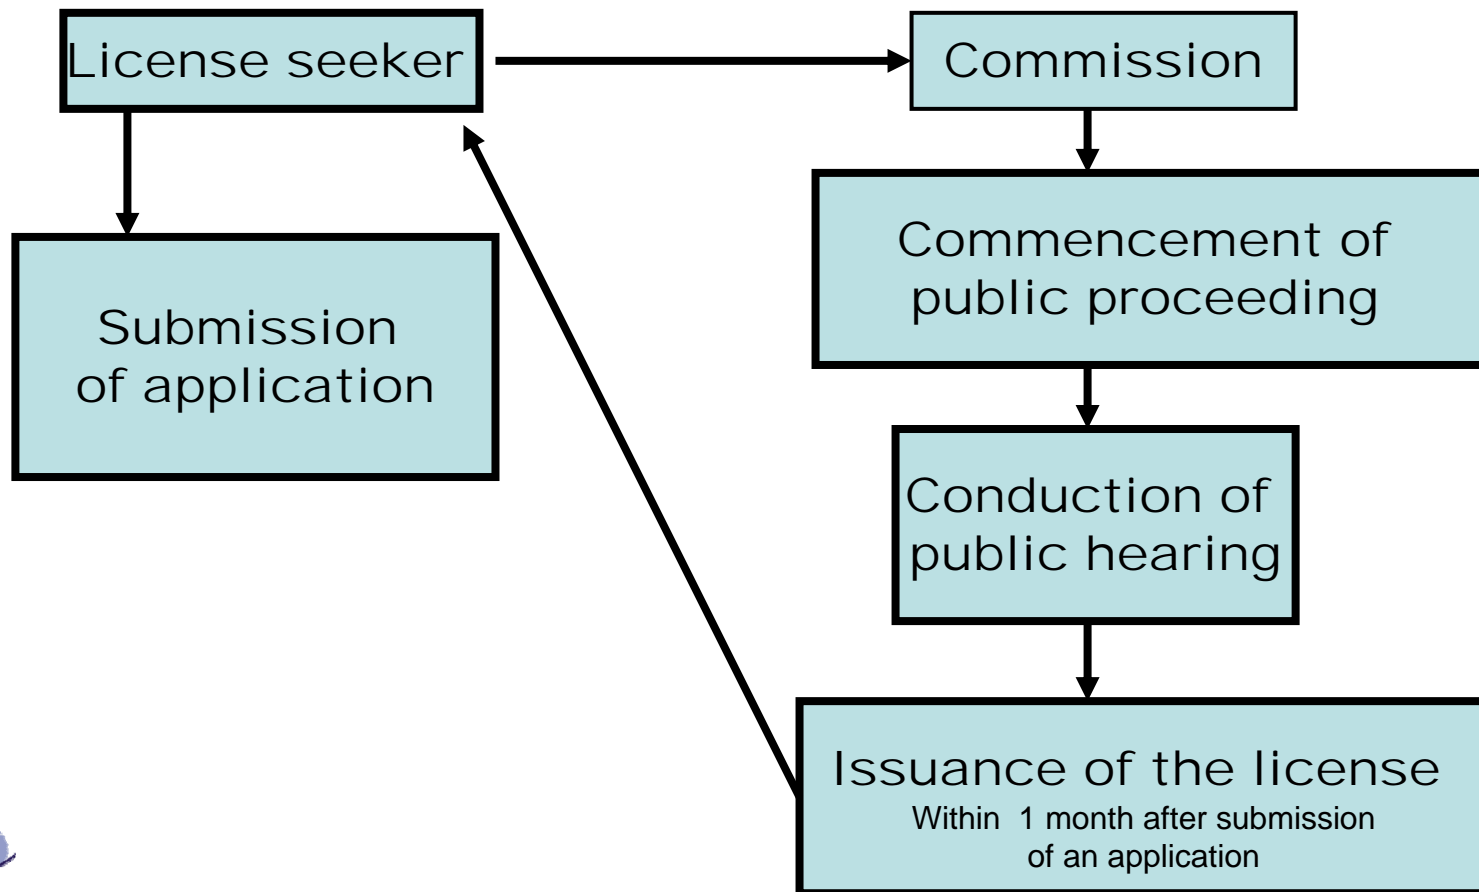 License seeker
Commission
Submission
of application
Commencement of
public proceeding
Conduction of
public hearing
Issuance of the license
Within 1 month after submission
of an application